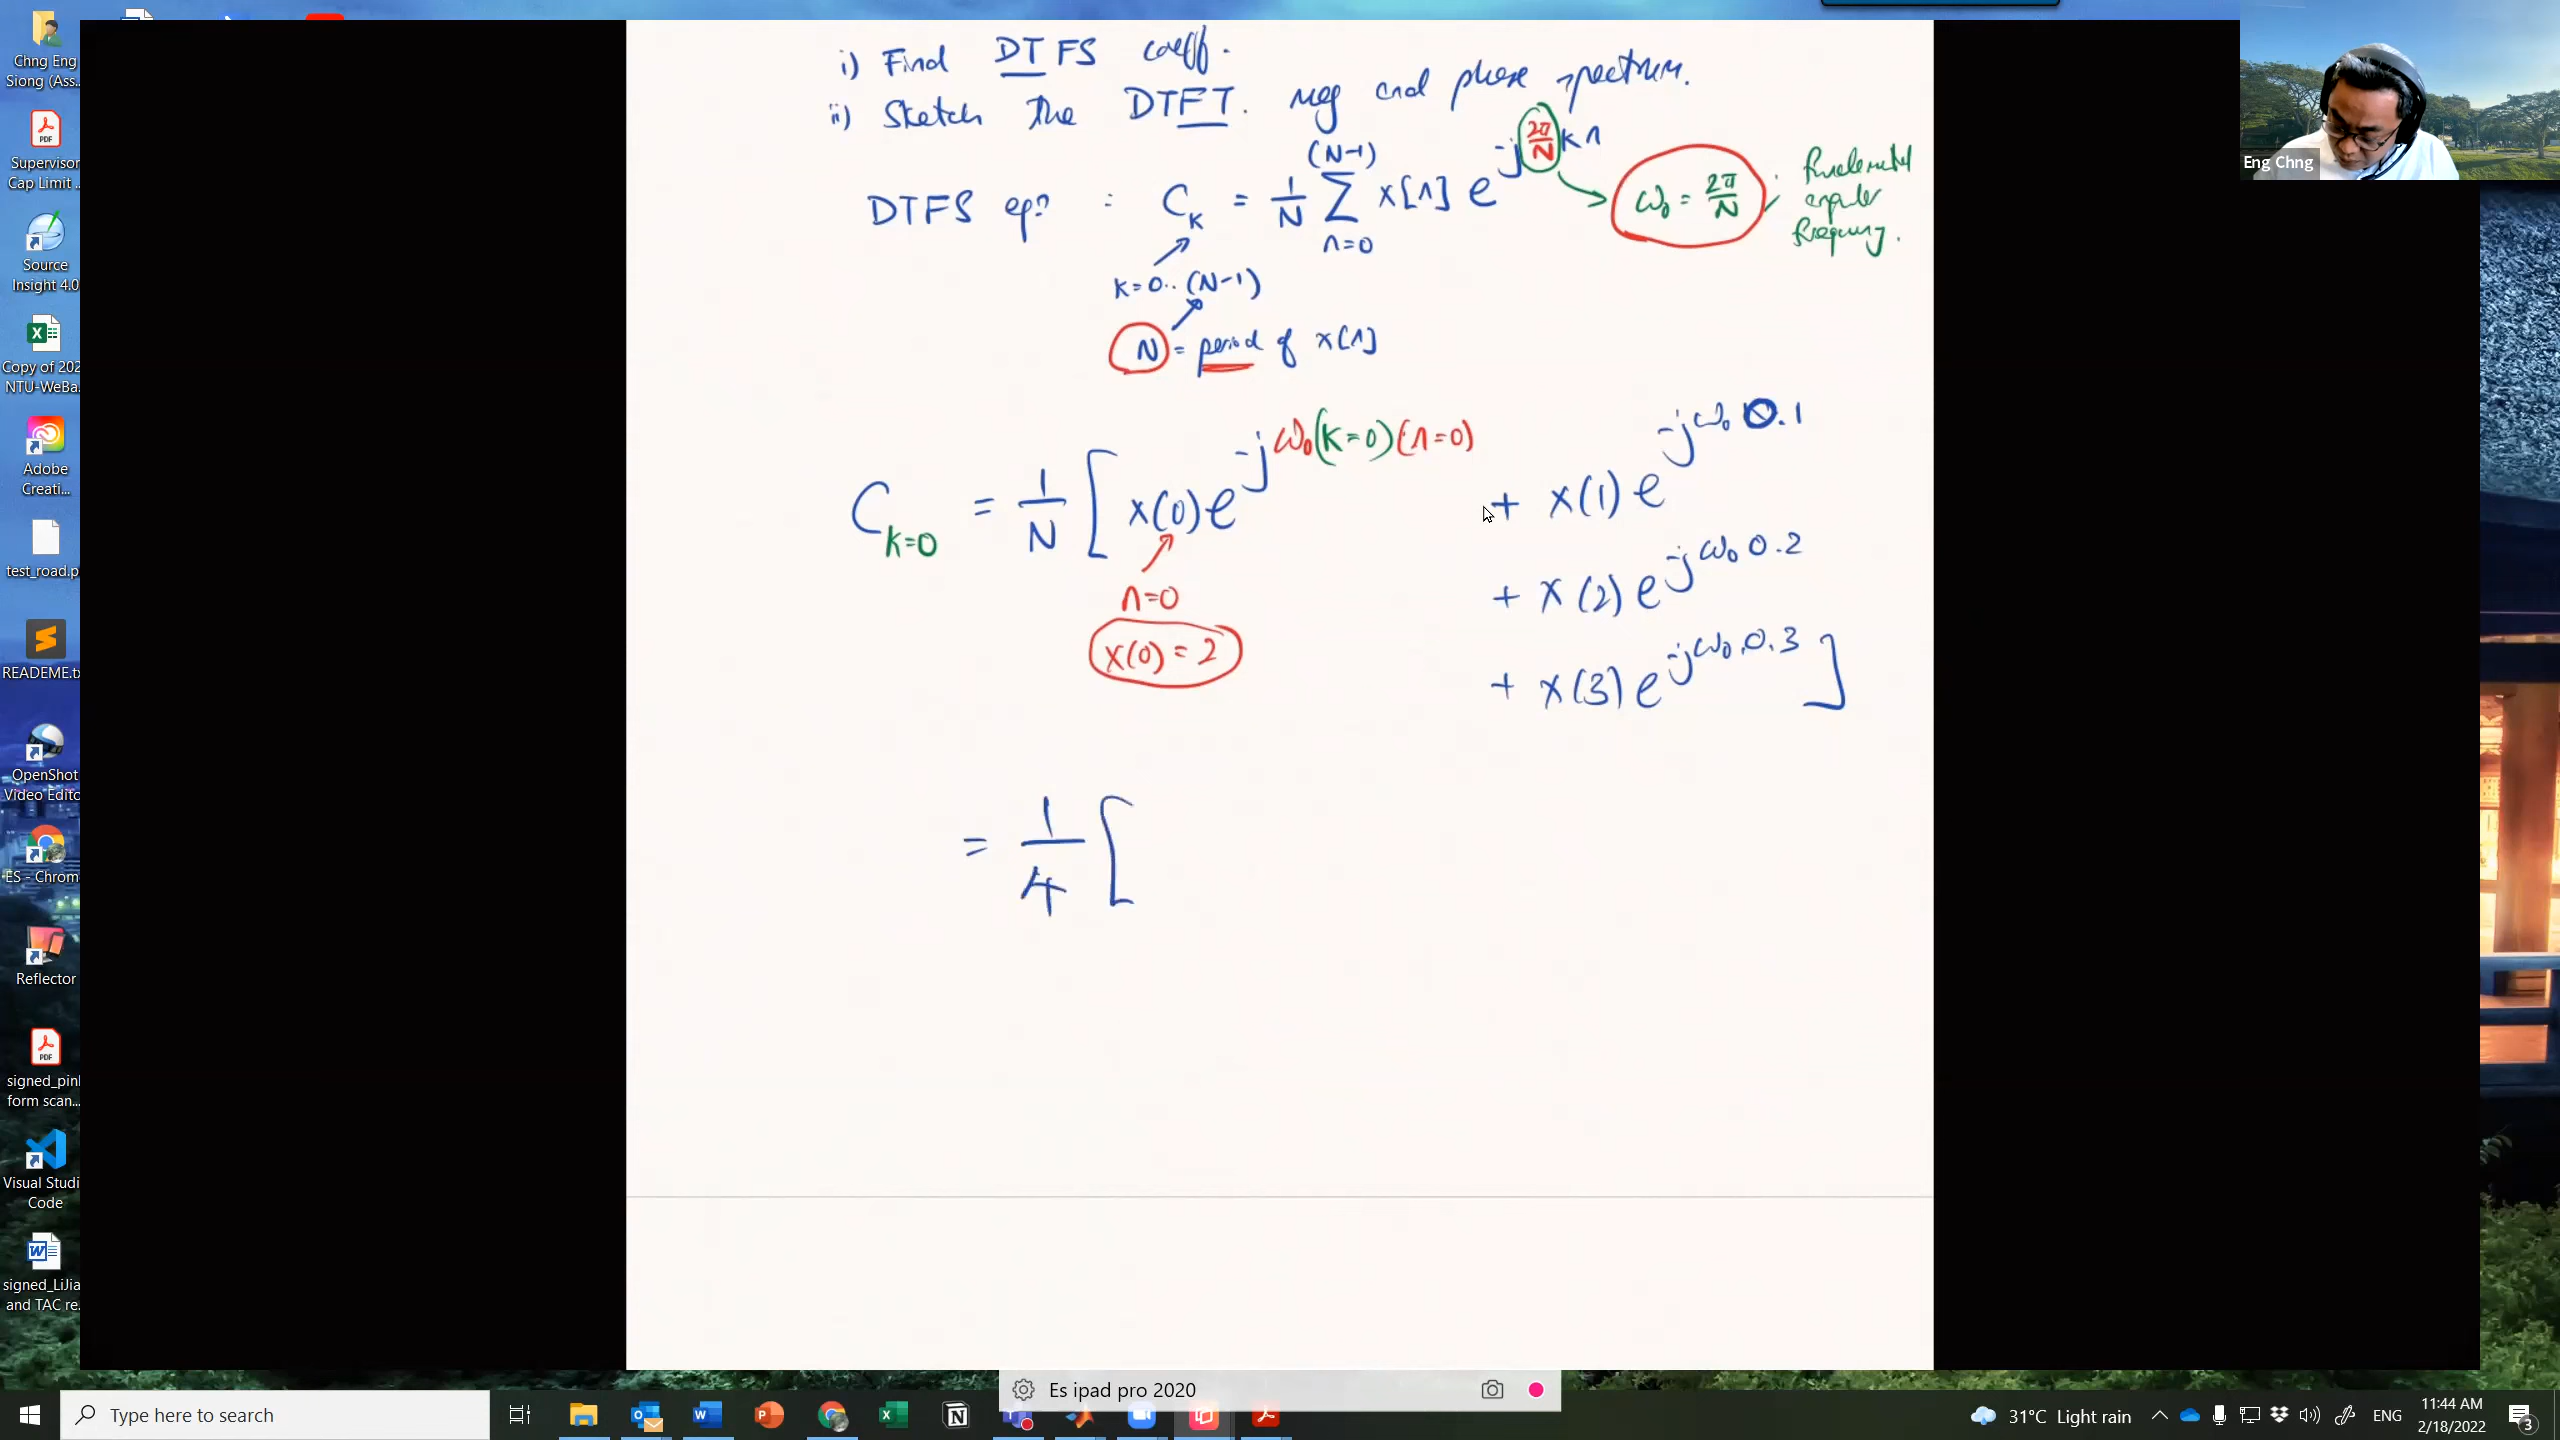 i) Find DTFS coeff.
ii) Sketch the DTFT. mag and phase spectrum.
DTFS eqn : C_K = 1/N Σ_{n=0}^{(N-1)} x[n] e^{-j 2π/N k n}
ω₀ = 2π/N : Fundamental angular frequency.
k=0..(N-1)
N = period of x[n]
C_{k=0} = 1/N [ x(0) e^{-jω₀(k=0)(n=0)} + x(1) e^{-jω₀ 0.1}
+ x(2) e^{-jω₀ 0.2}
n=0
x(0) = 2
+ x(3) e^{-jω₀.0.3} ]
= 1/4 [
Eng Chng
Chng Eng
Siong (Ass...
Supervisor
Cap Limit ...
Source
Insight 4.0
Copy of 202
NTU-WeBa...
Adobe
Creati...
test_road.p
READEME.tx
OpenShot
Video Edito
ES - Chrom
Reflector
signed_pinl
form scan...
Visual Studi
Code
signed_LiJia
and TAC re...
Es ipad pro 2020
Type here to search
31°C Light rain
ENG
11:44 AM
2/18/2022
3